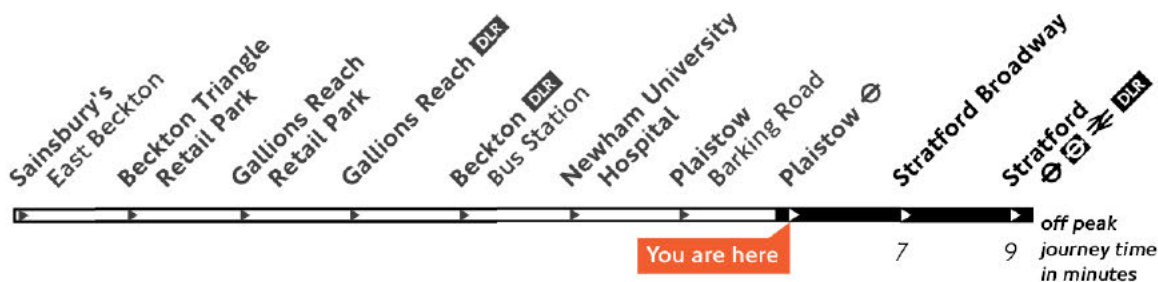 Sainsbury's
East Beckton
Beckton Triangle
Retail Park
Gallions Reach
Retail Park
Gallions Reach DLR
Beckton DLR
Bus Station
Newham University
Hospital
Plaistow
Barking Road
Plaistow
Stratford Broadway
Stratford
DLR
You are here
7
9
off peak
journey time
in minutes